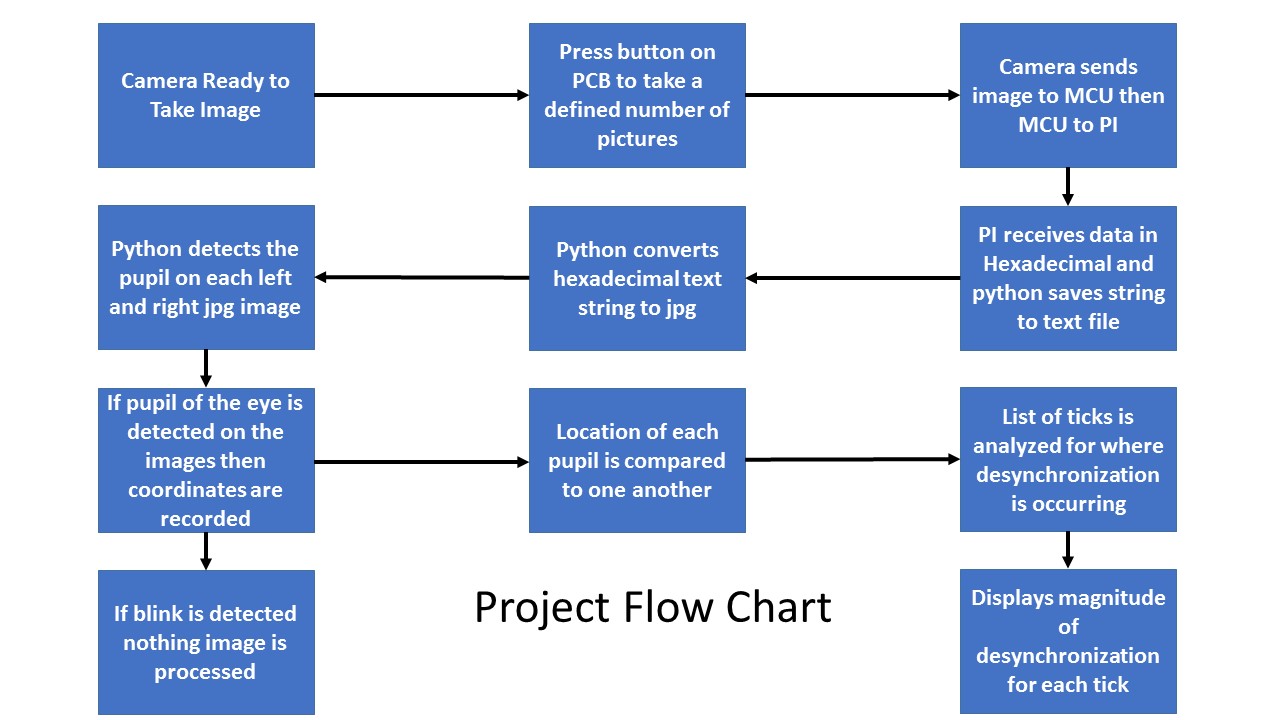 Camera Ready to
Take Image
Press button on
PCB to take a
defined number of
pictures
Camera sends
image to MCU then
MCU to PI
PI receives data in
Hexadecimal and
python saves string
to text file
Python converts
hexadecimal text
string to jpg
Python detects the
pupil on each left
and right jpg image
If pupil of the eye is
detected on the
images then
coordinates are
recorded
Location of each
pupil is compared
to one another
List of ticks is
analyzed for where
desynchronization
is occurring
If blink is detected
nothing image is
processed
Project Flow Chart
Displays magnitude
of
desynchronization
for each tick